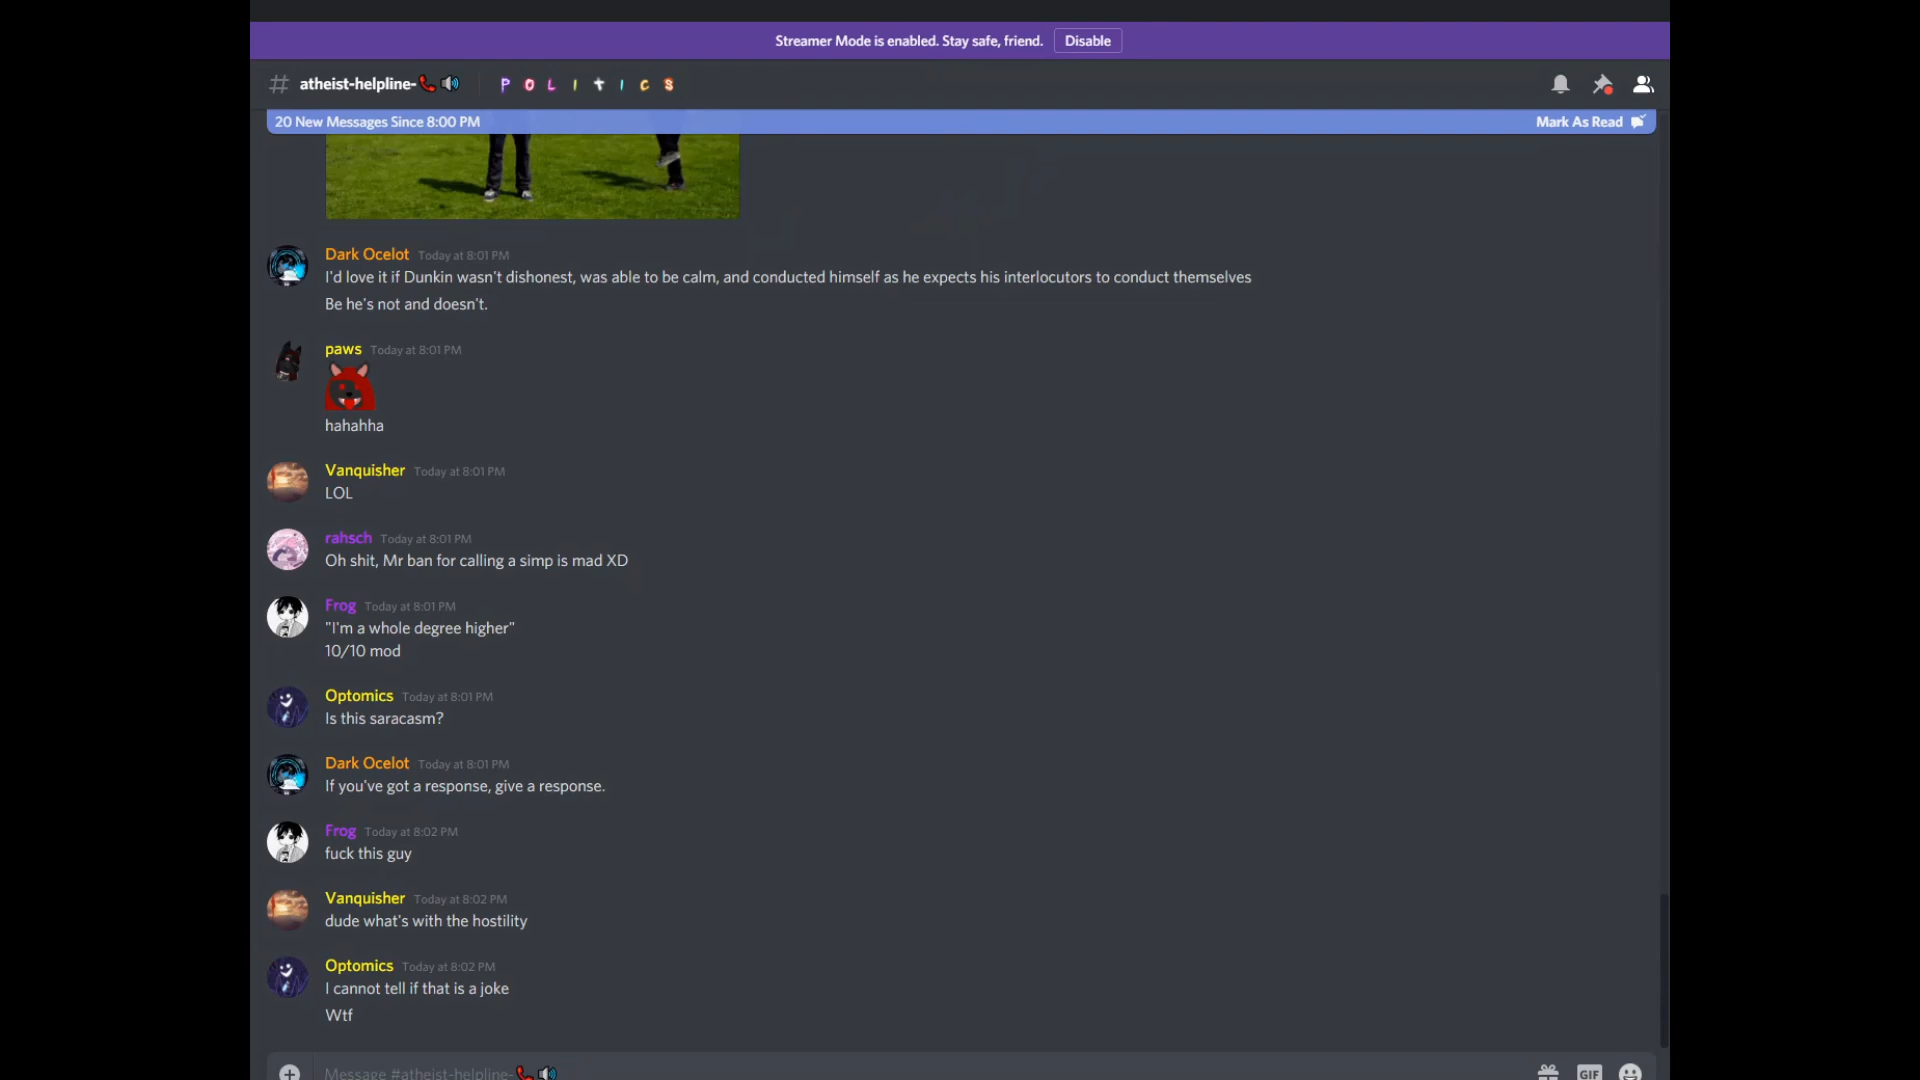 Streamer Mode is enabled. Stay safe, friend. Disable
# atheist-helpline-📞🔊 P O L I T I C S
20 New Messages Since 8:00 PM Mark As Read
Dark Ocelot Today at 8:01 PM
I'd love it if Dunkin wasn't dishonest, was able to be calm, and conducted himself as he expects his interlocutors to conduct themselves
Be he's not and doesn't.
paws Today at 8:01 PM
hahahha
Vanquisher Today at 8:01 PM
LOL
rahsch Today at 8:01 PM
Oh shit, Mr ban for calling a simp is mad XD
Frog Today at 8:01 PM
"I'm a whole degree higher"
10/10 mod
Optomics Today at 8:01 PM
Is this saracasm?
Dark Ocelot Today at 8:01 PM
If you've got a response, give a response.
Frog Today at 8:02 PM
fuck this guy
Vanquisher Today at 8:02 PM
dude what's with the hostility
Optomics Today at 8:02 PM
I cannot tell if that is a joke
Wtf
Message #atheist-helpline-📞🔊 GIF